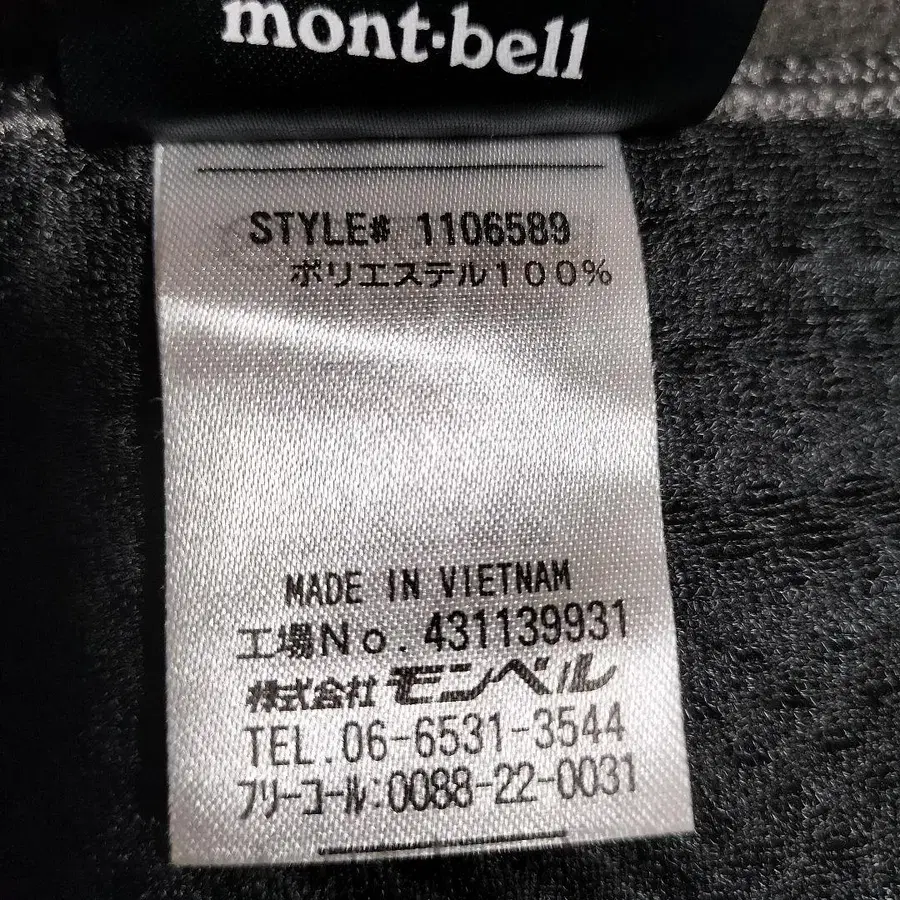 mont·bell
STYLE# 1106589
ポリエステル100%
MADE IN VIETNAM
工場No. 431139931
株式会社モンベル
TEL.06-6531-3544
フリーコール:0088-22-0031